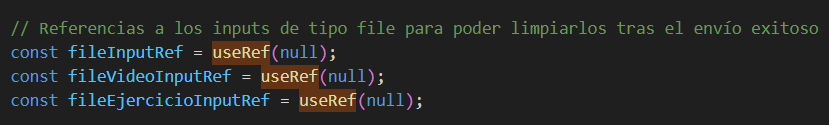 // Referencias a los inputs de tipo file para poder limpiarlos tras el envío exitoso
const fileInputRef = useRef(null);
const fileVideoInputRef = useRef(null);
const fileEjercicioInputRef = useRef(null);